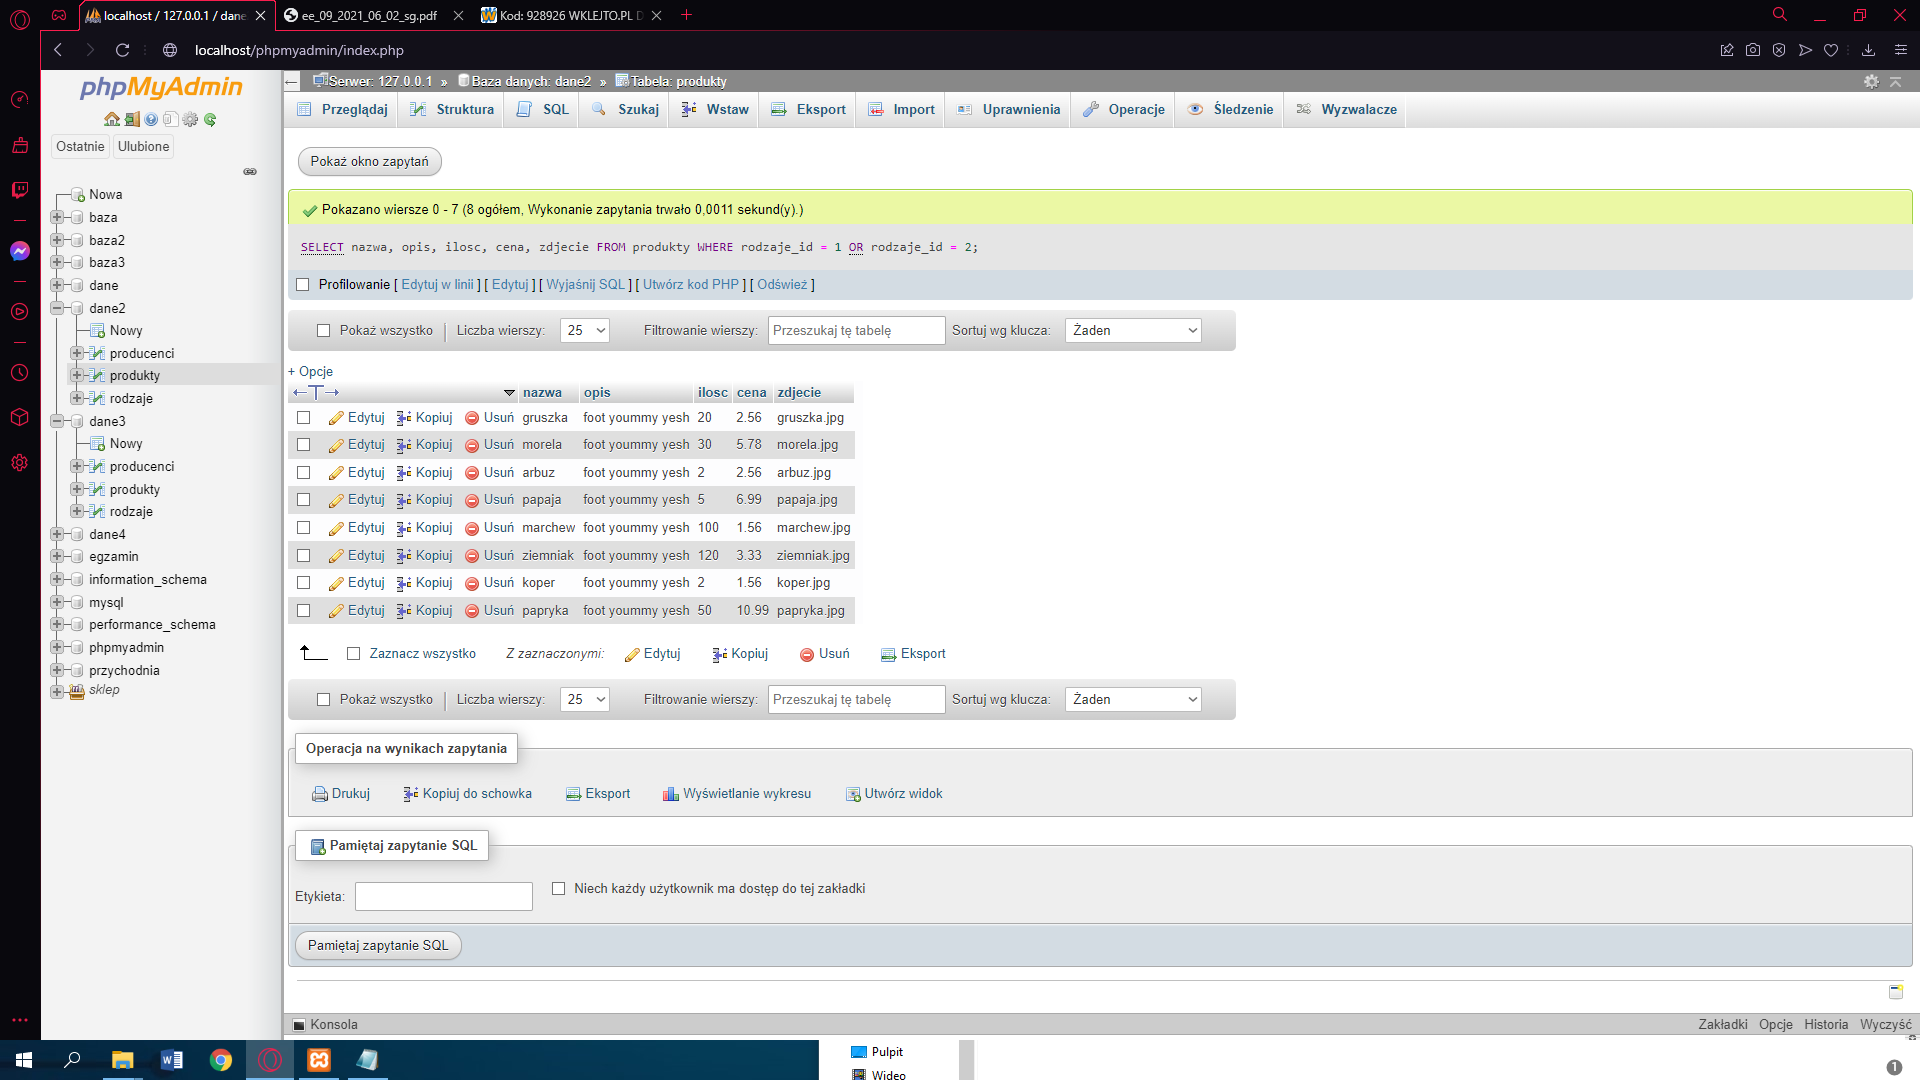 localhost / 127.0.0.1 / dane
ee_09_2021_06_02_sg.pdf
Kod: 928926 WKLEJTO.PL
localhost/phpmyadmin/index.php
phpMyAdmin
Ostatnie
Ulubione
Nowa
baza
baza2
baza3
dane
dane2
Nowy
producenci
produkty
rodzaje
dane3
Nowy
producenci
produkty
rodzaje
dane4
egzamin
information_schema
mysql
performance_schema
phpmyadmin
przychodnia
sklep
Serwer: 127.0.0.1 » Baza danych: dane2 » Tabela: produkty
Przeglądaj Struktura SQL Szukaj Wstaw Eksport Import Uprawnienia Operacje Śledzenie Wyzwalacze
Pokaż okno zapytań
Pokazano wiersze 0 - 7 (8 ogółem, Wykonanie zapytania trwało 0,0011 sekund(y).)
SELECT nazwa, opis, ilosc, cena, zdjecie FROM produkty WHERE rodzaje_id = 1 OR rodzaje_id = 2;
Profilowanie [ Edytuj w linii ] [ Edytuj ] [ Wyjaśnij SQL ] [ Utwórz kod PHP ] [ Odśwież ]
Pokaż wszystko Liczba wierszy: 25 Filtrowanie wierszy: Przeszukaj tę tabelę Sortuj wg klucza: Żaden
+ Opcje
←T→ nazwa opis ilosc cena zdjecie
Edytuj Kopiuj Usuń gruszka foot yoummy yesh 20 2.56 gruszka.jpg
Edytuj Kopiuj Usuń morela foot yoummy yesh 30 5.78 morela.jpg
Edytuj Kopiuj Usuń arbuz foot yoummy yesh 2 2.56 arbuz.jpg
Edytuj Kopiuj Usuń papaja foot yoummy yesh 5 6.99 papaja.jpg
Edytuj Kopiuj Usuń marchew foot yoummy yesh 100 1.56 marchew.jpg
Edytuj Kopiuj Usuń ziemniak foot yoummy yesh 120 3.33 ziemniak.jpg
Edytuj Kopiuj Usuń koper foot yoummy yesh 2 1.56 koper.jpg
Edytuj Kopiuj Usuń papryka foot yoummy yesh 50 10.99 papryka.jpg
Zaznacz wszystko Z zaznaczonymi: Edytuj Kopiuj Usuń Eksport
Pokaż wszystko Liczba wierszy: 25 Filtrowanie wierszy: Przeszukaj tę tabelę Sortuj wg klucza: Żaden
Operacja na wynikach zapytania
Drukuj Kopiuj do schowka Eksport Wyświetlanie wykresu Utwórz widok
Pamiętaj zapytanie SQL
Etykieta: Niech każdy użytkownik ma dostęp do tej zakładki
Pamiętaj zapytanie SQL
Konsola Zakładki Opcje Historia Wyczyść
Pulpit
Wideo
1